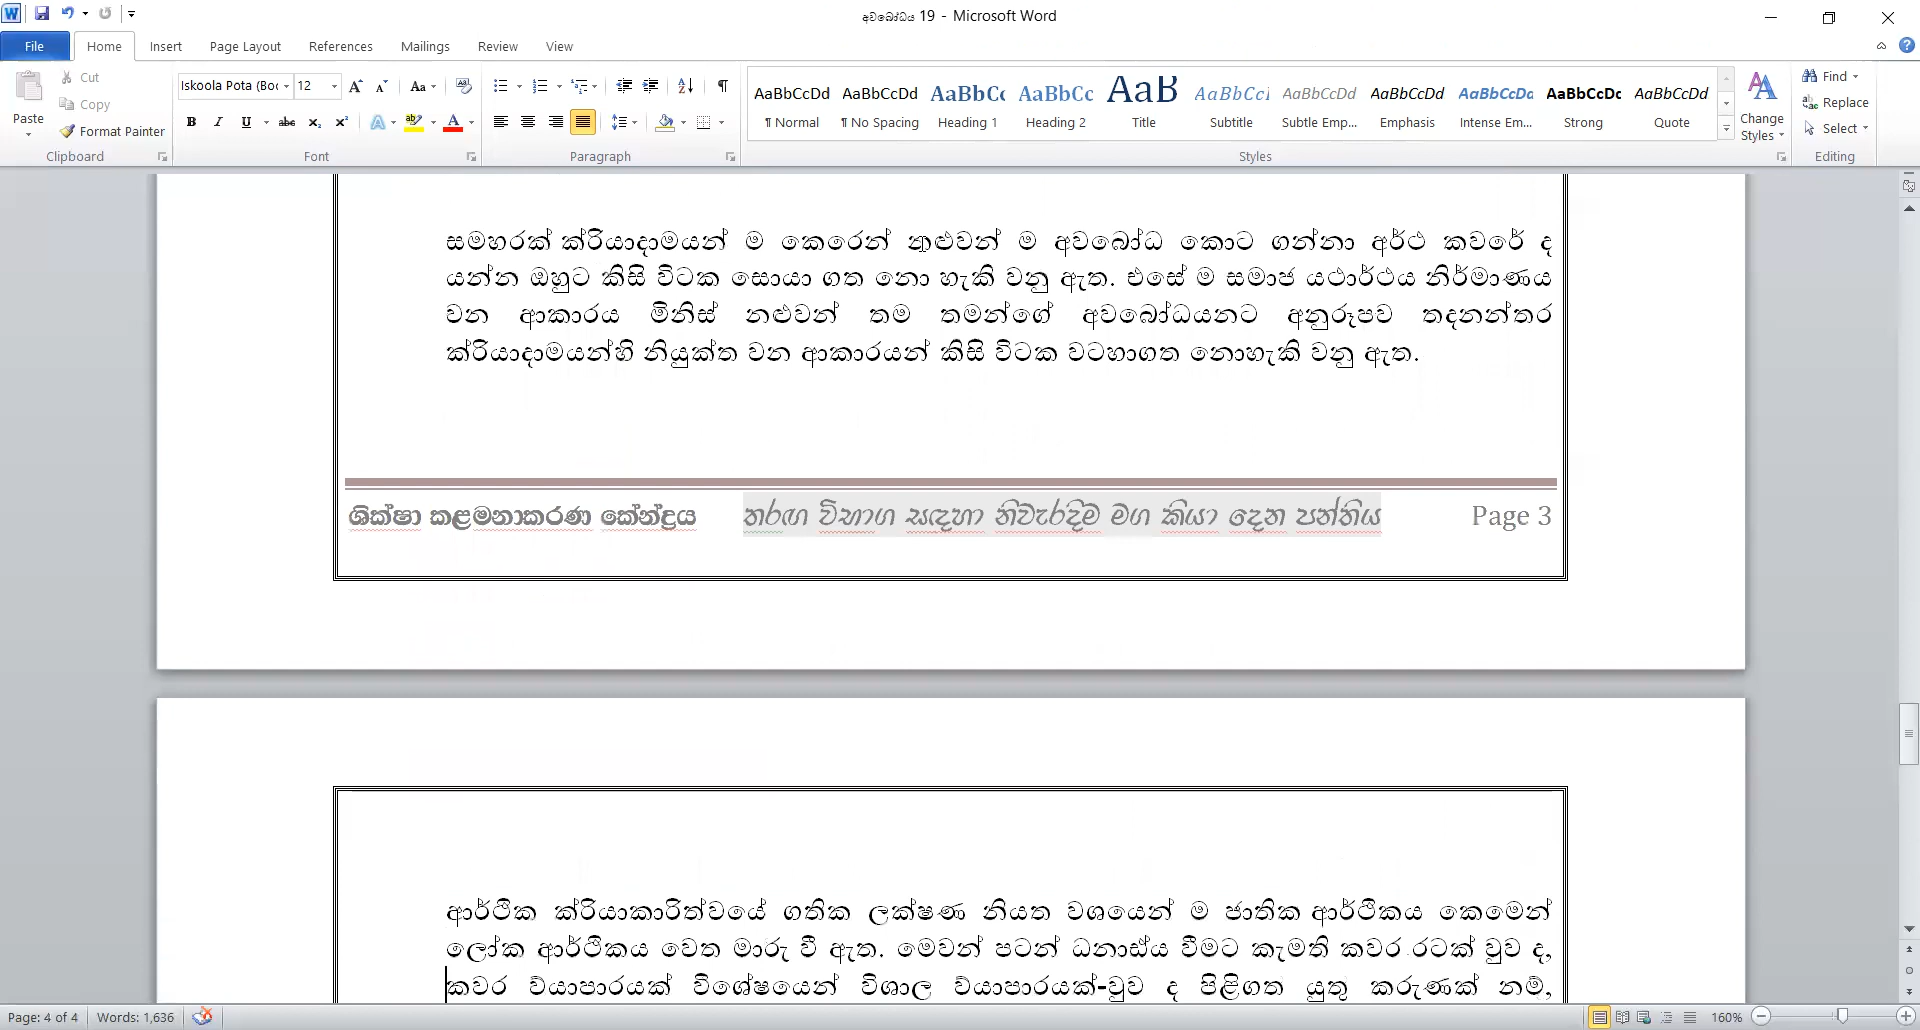 අවබෝධය 19 - Microsoft Word
File Home Insert Page Layout References Mailings Review View
Paste Cut Copy Format Painter
Clipboard
Iskoola Pota (Boc 12
Font
Paragraph
AaBbCcDd AaBbCcDd AaBbCc AaBbCc AaB AaBbCcI AaBbCcDd AaBbCcDd AaBbCcDd AaBbCcDc AaBbCcDd
¶ Normal ¶ No Spacing Heading 1 Heading 2 Title Subtitle Subtle Emp... Emphasis Intense Em... Strong Quote
Styles
Change Styles
Find
Replace
Select
Editing
සමහරක් ක්රියාදාමයන් ම කෙරෙන් නළුවන් ම අවබෝධ කොට ගන්නා අර්ථ කවරේ ද
යන්න ඔහුට කිසි විටක සොයා ගත නො හැකි වනු ඇත. එසේ ම සමාජ යථාර්ථය නිර්මාණය
වන ආකාරය මිනිස් නළුවන් තම තමන්ගේ අවබෝධයනට අනුරූපව තදනන්තර
ක්රියාදාමයන්හි නියුක්ත වන ආකාරයන් කිසි විටක වටහාගත නොහැකි වනු ඇත.
ශික්ෂා කළමනාකරණ කේන්ද්‍රය තරඟ විභාග සඳහා නිවැරදිම මග කියා දෙන පන්තිය Page 3
ආර්ථික ක්රියාකාරිත්වයේ ගතික ලක්ෂණ නියත වශයෙන් ම ජාතික ආර්ථිකය කෙමෙන්
ලෝක ආර්ථිකය වෙත මාරු වී ඇත. මෙවන් පටන් ධනාඪ්ය වීමට කැමති කවර රටක් වුව ද,
කවර ව්යාපාරයක් විශේෂයෙන් විශාල ව්යාපාරයක්-වුව ද පිළිගත යුතු කරුණක් නම්,
Page: 4 of 4 Words: 1,636 160%